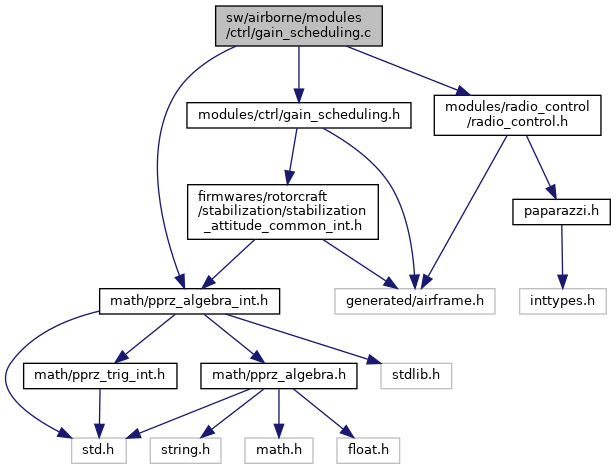 sw/airborne/modules
/ctrl/gain_scheduling.c
modules/ctrl/gain_scheduling.h
modules/radio_control
/radio_control.h
firmwares/rotorcraft
/stabilization/stabilization
_attitude_common_int.h
paparazzi.h
math/pprz_algebra_int.h
generated/airframe.h
inttypes.h
math/pprz_trig_int.h
math/pprz_algebra.h
stdlib.h
std.h
string.h
math.h
float.h